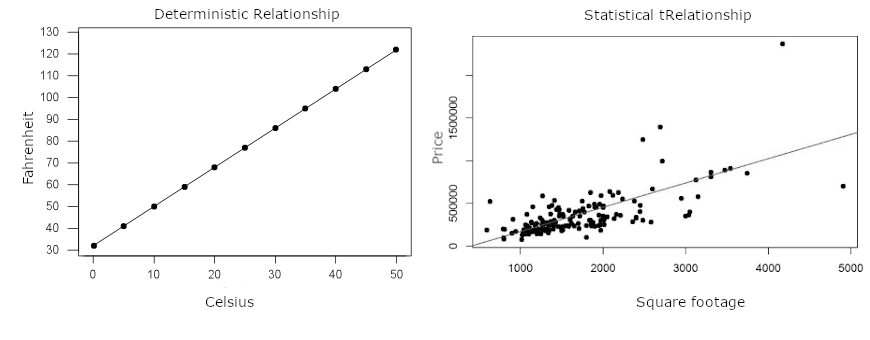 Deterministic Relationship
130
120
110
100
90
80
70
60
50
40
30
Fahrenheit
0 10 20 30 40 50
Celsius
Statistical tRelationship
1500000
500000
0
Price
1000 2000 3000 4000 5000
Square footage